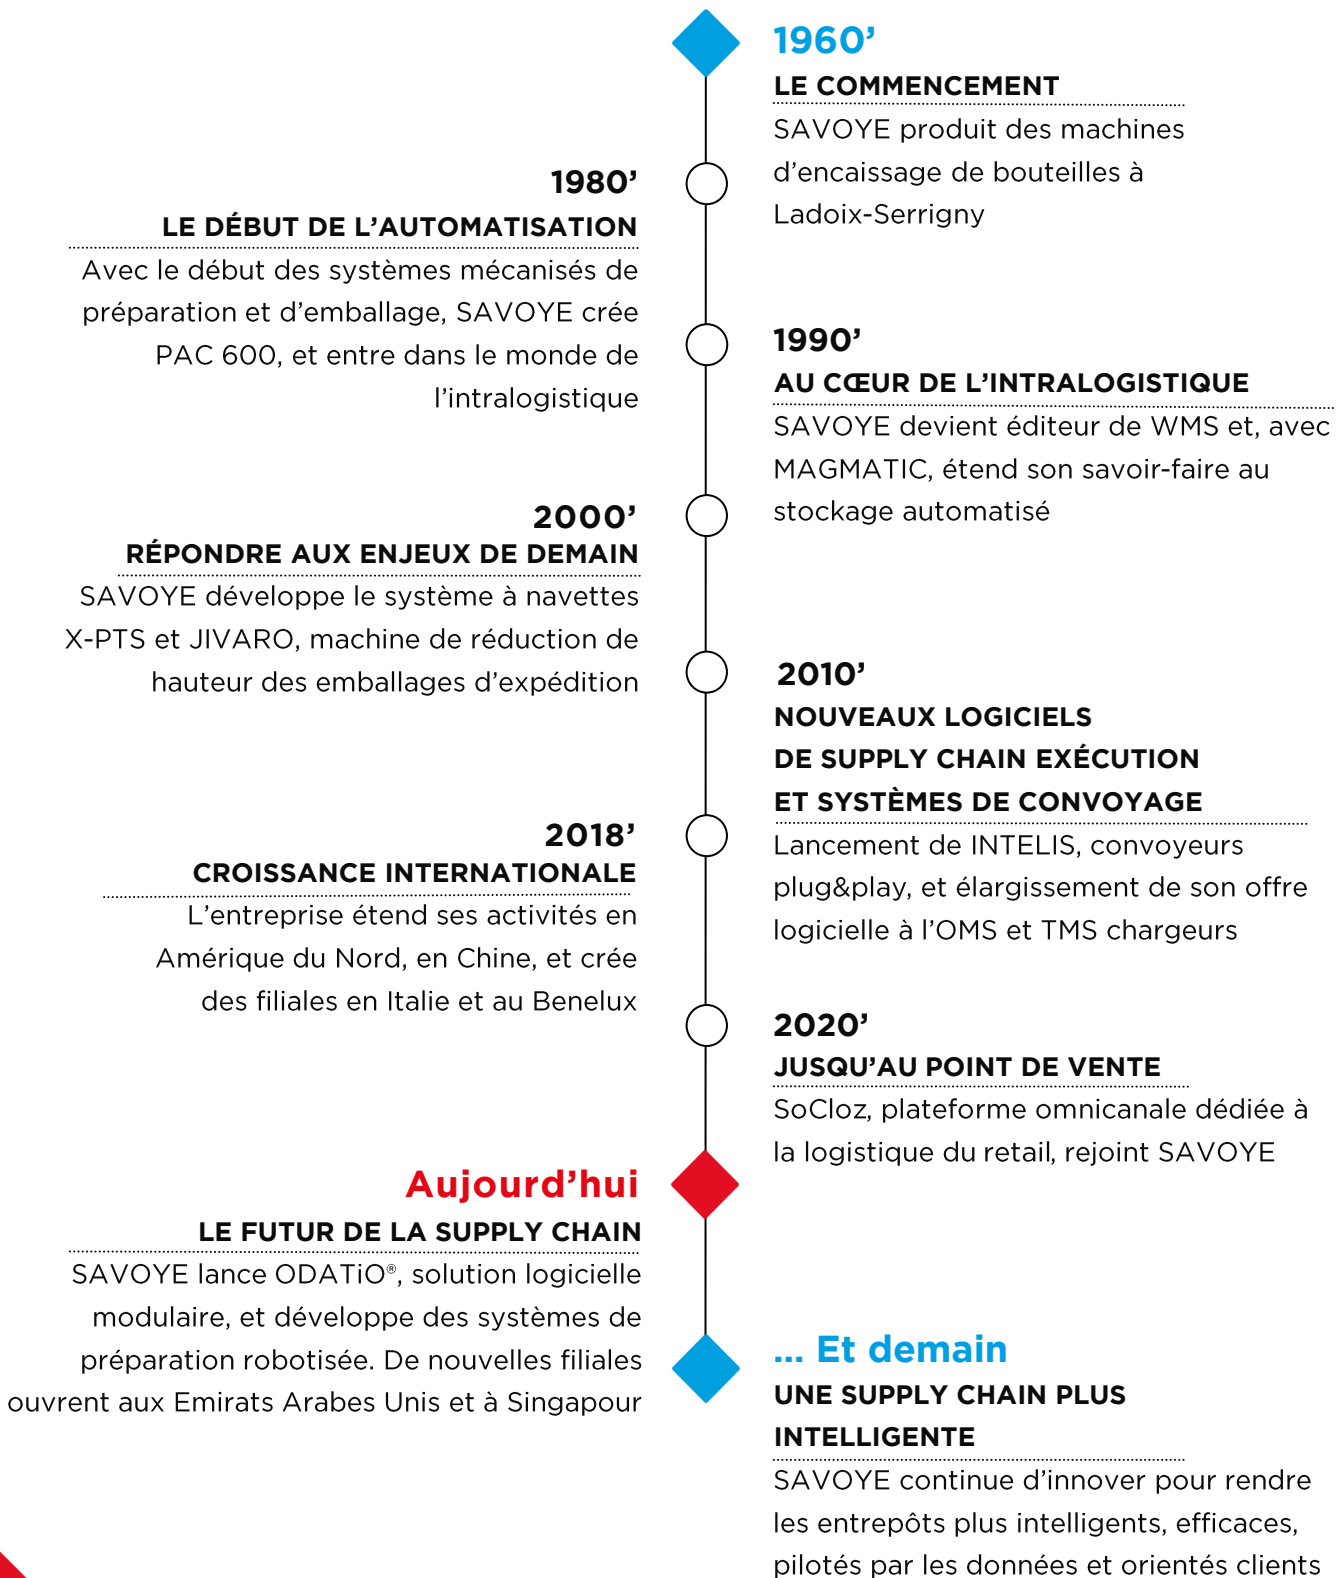 1960’
LE COMMENCEMENT
SAVOYE produit des machines
d’encaissage de bouteilles à
Ladoix-Serrigny
1980’
LE DÉBUT DE L’AUTOMATISATION
Avec le début des systèmes mécanisés de
préparation et d’emballage, SAVOYE crée
PAC 600, et entre dans le monde de
l’intralogistique
1990’
AU CŒUR DE L’INTRALOGISTIQUE
SAVOYE devient éditeur de WMS et, avec
MAGMATIC, étend son savoir-faire au
stockage automatisé
2000’
RÉPONDRE AUX ENJEUX DE DEMAIN
SAVOYE développe le système à navettes
X-PTS et JIVARO, machine de réduction de
hauteur des emballages d’expédition
2010’
NOUVEAUX LOGICIELS
DE SUPPLY CHAIN EXÉCUTION
ET SYSTÈMES DE CONVOYAGE
Lancement de INTELIS, convoyeurs
plug&play, et élargissement de son offre
logicielle à l’OMS et TMS chargeurs
2018’
CROISSANCE INTERNATIONALE
L’entreprise étend ses activités en
Amérique du Nord, en Chine, et crée
des filiales en Italie et au Benelux
2020’
JUSQU’AU POINT DE VENTE
SoCloz, plateforme omnicanale dédiée à
la logistique du retail, rejoint SAVOYE
Aujourd’hui
LE FUTUR DE LA SUPPLY CHAIN
SAVOYE lance ODATiO®, solution logicielle
modulaire, et développe des systèmes de
préparation robotisée. De nouvelles filiales
ouvrent aux Emirats Arabes Unis et à Singapour
... Et demain
UNE SUPPLY CHAIN PLUS
INTELLIGENTE
SAVOYE continue d’innover pour rendre
les entrepôts plus intelligents, efficaces,
pilotés par les données et orientés clients